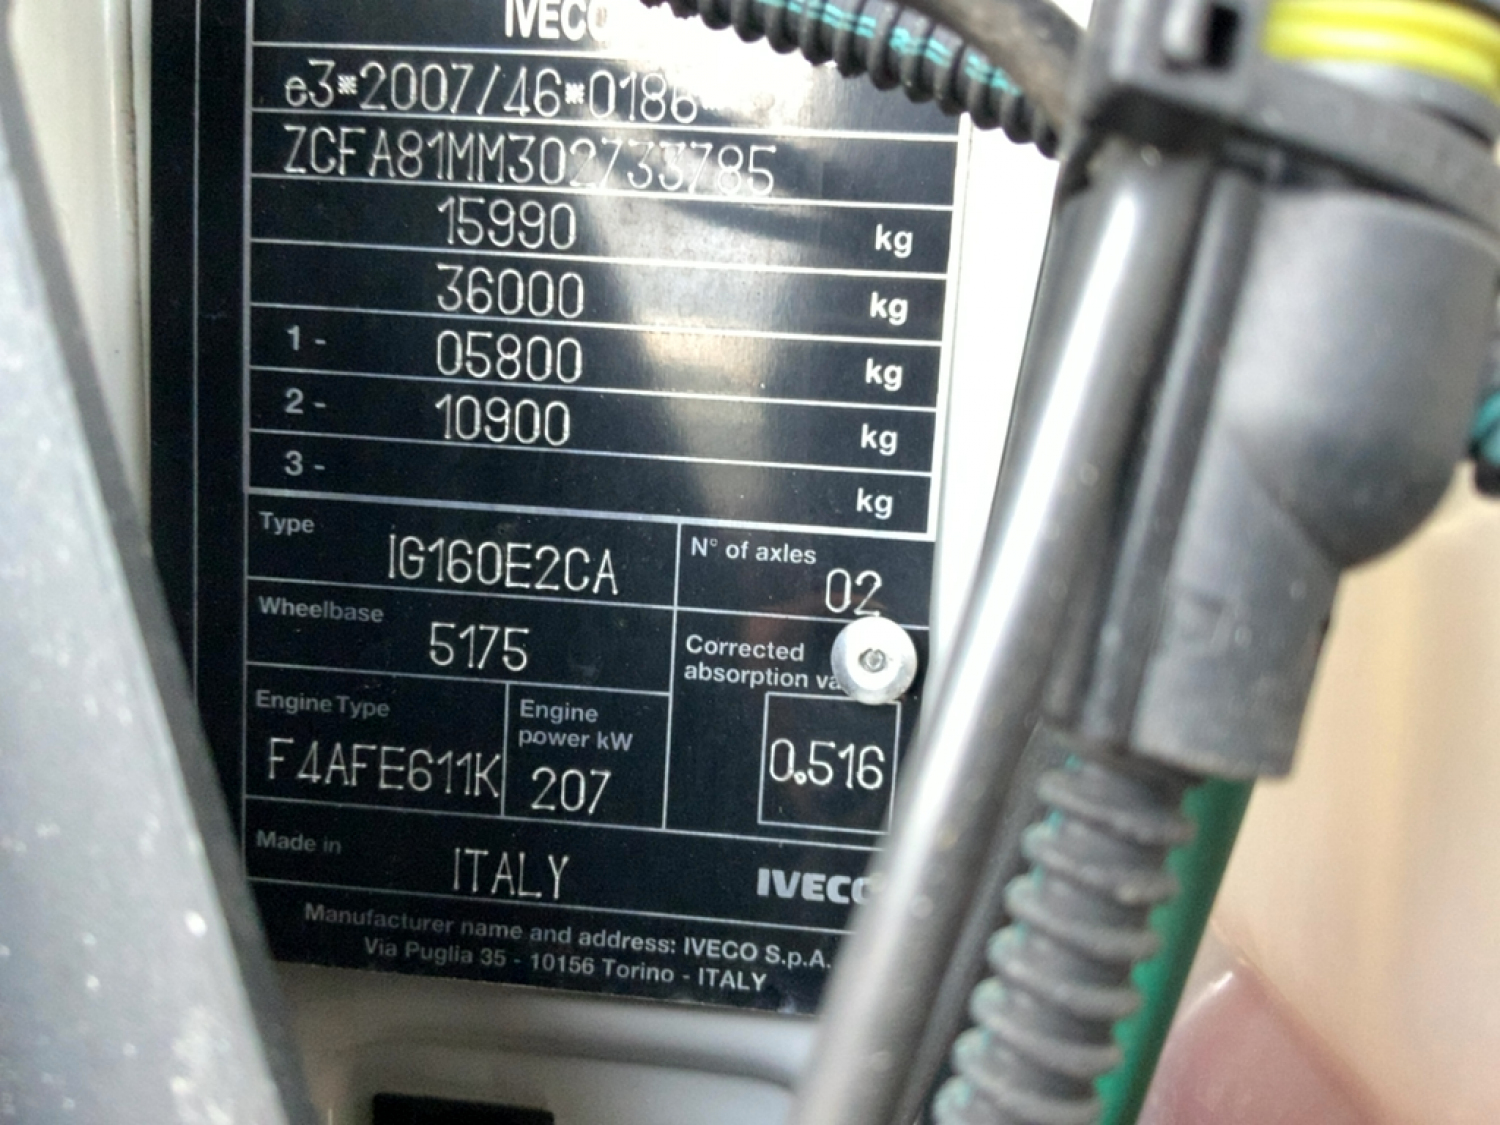 IVECO
e3*2007/46*0186*
ZCFA81MM302733785
15990 kg
36000 kg
1 - 05800 kg
2 - 10900 kg
3 - kg
Type IG160E2CA
N° of axles 02
Wheelbase 5175
Corrected
absorption va
0.516
Engine Type F4AFE611K
Engine
power kW
207
Made in ITALY
IVECO
Manufacturer name and address: IVECO S.p.A.
Via Puglia 35 - 10156 Torino - ITALY